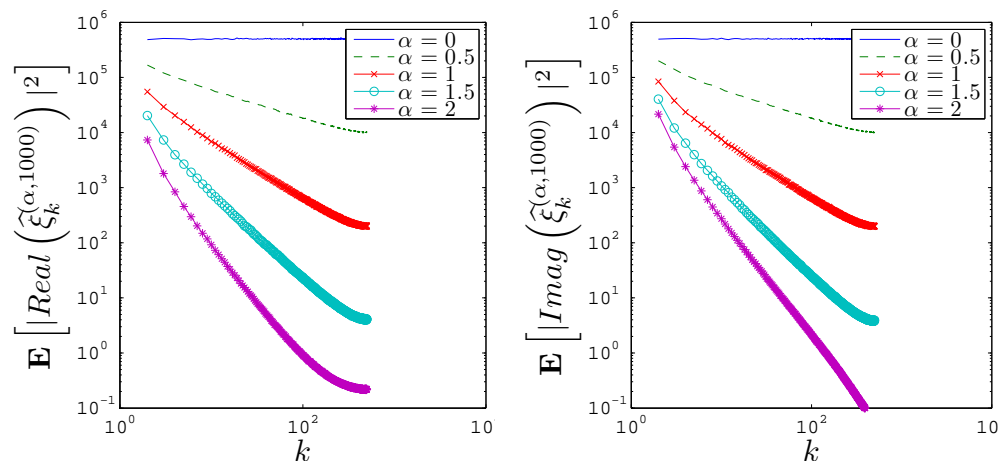 E [|Real (ξ̂_k^(α,1000))|²]
10^6
10^5
10^4
10^3
10^2
10^1
10^0
10^-1
10^0
10^2
10
k
α = 0
α = 0.5
α = 1
α = 1.5
α = 2
E [|Imag (ξ̂_k^(α,1000))|²]
10^6
10^5
10^4
10^3
10^2
10^1
10^0
10^-1
10^0
10^2
10
k
α = 0
α = 0.5
α = 1
α = 1.5
α = 2